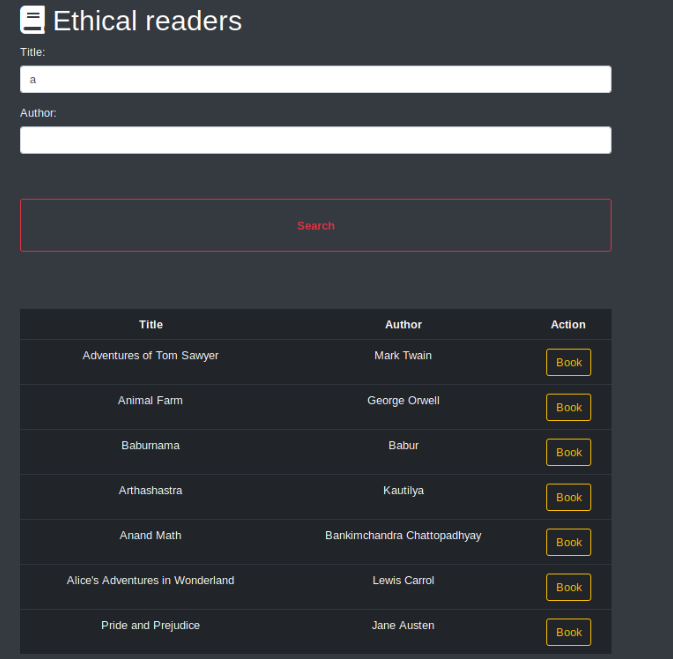 Ethical readers
Title:
a
Author:
Search
Title Author Action
Adventures of Tom Sawyer Mark Twain Book
Animal Farm George Orwell Book
Baburnama Babur Book
Arthashastra Kautilya Book
Anand Math Bankimchandra Chattopadhyay Book
Alice's Adventures in Wonderland Lewis Carrol Book
Pride and Prejudice Jane Austen Book